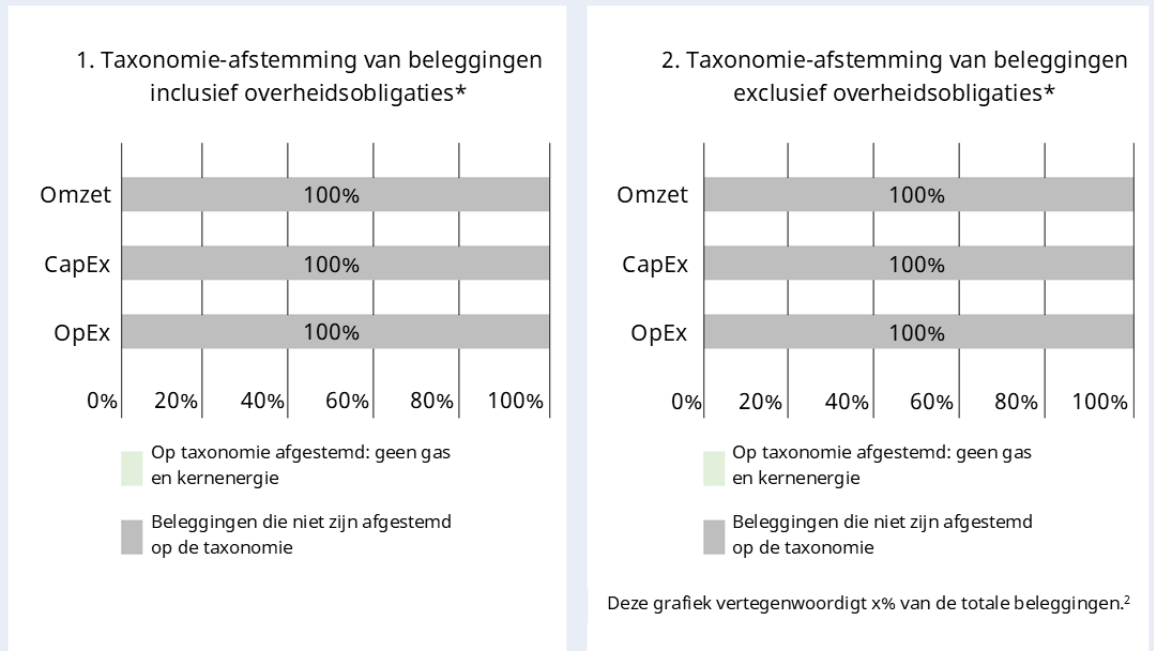 1. Taxonomie-afstemming van beleggingen
inclusief overheidsobligaties*
Omzet
100%
CapEx
100%
OpEx
100%
0% 20% 40% 60% 80% 100%
Op taxonomie afgestemd: geen gas
en kernenergie
Beleggingen die niet zijn afgestemd
op de taxonomie
2. Taxonomie-afstemming van beleggingen
exclusief overheidsobligaties*
Omzet
100%
CapEx
100%
OpEx
100%
0% 20% 40% 60% 80% 100%
Op taxonomie afgestemd: geen gas
en kernenergie
Beleggingen die niet zijn afgestemd
op de taxonomie
Deze grafiek vertegenwoordigt x% van de totale beleggingen.²